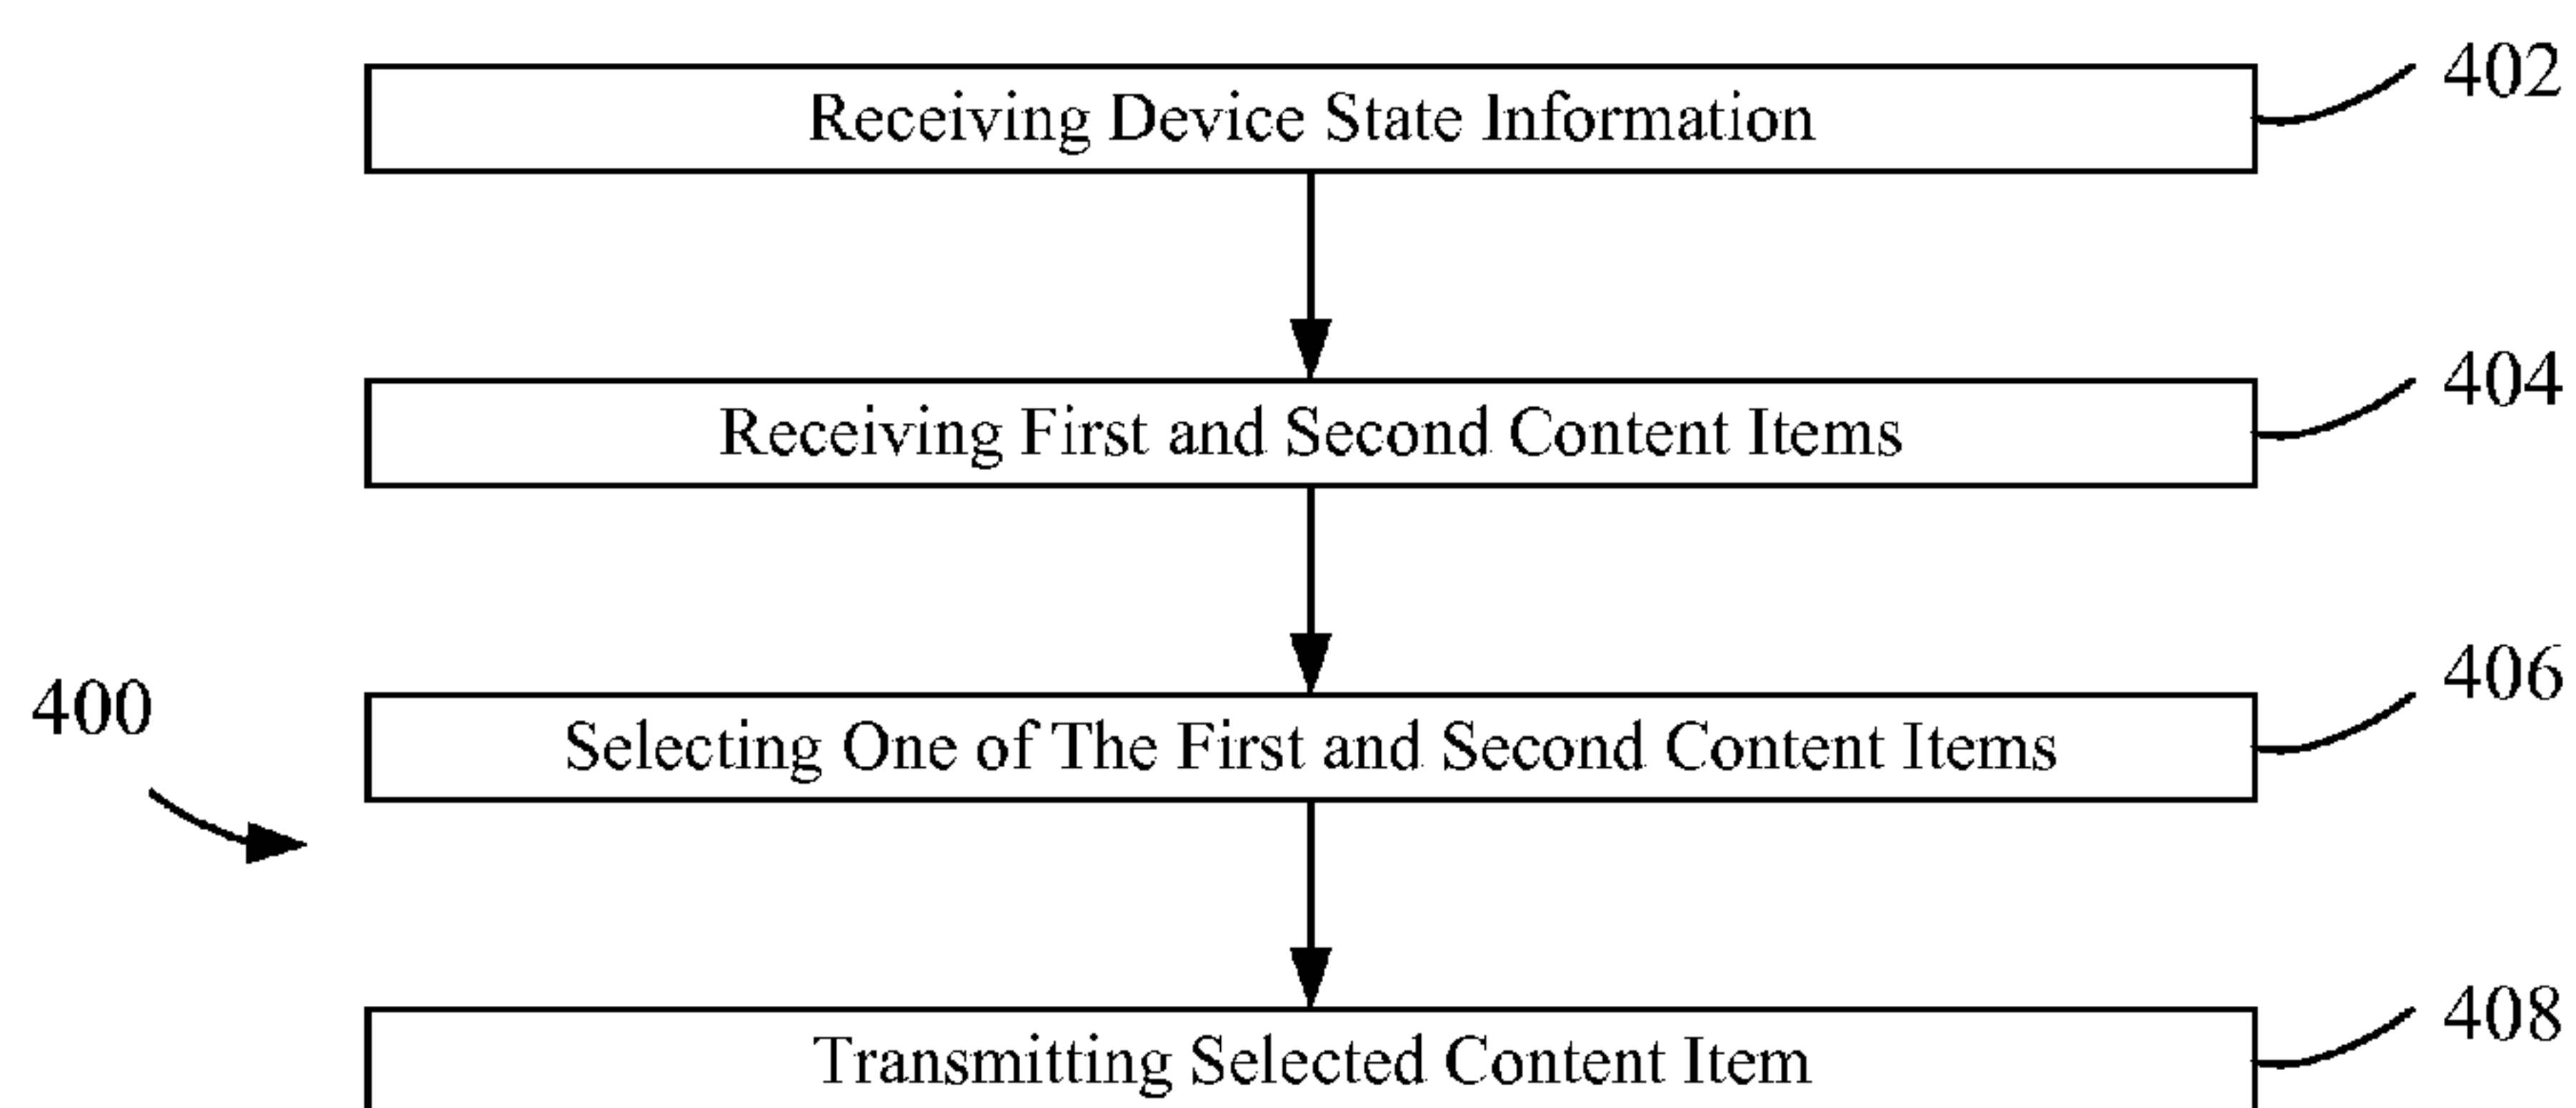 Receiving Device State Information
402
Receiving First and Second Content Items
404
400
Selecting One of The First and Second Content Items
406
Transmitting Selected Content Item
408